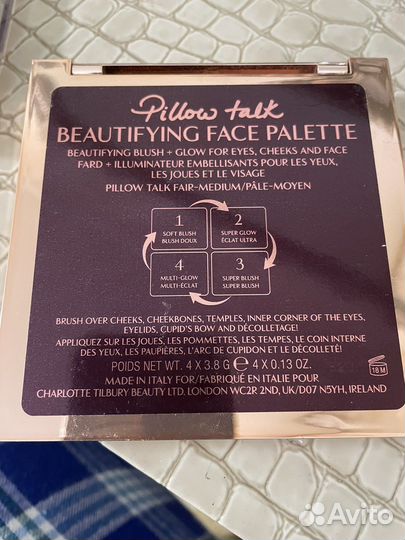 Pillow talk
BEAUTIFYING FACE PALETTE
BEAUTIFYING BLUSH + GLOW FOR EYES, CHEEKS AND FACE
FARD + ILLUMINATEUR EMBELLISANTS POUR LES YEUX,
LES JOUES ET LE VISAGE
PILLOW TALK FAIR-MEDIUM/PÂLE-MOYEN
1
SOFT BLUSH
BLUSH DOUX
2
SUPER GLOW
ÉCLAT ULTRA
4
MULTI-GLOW
MULTI-ÉCLAT
3
SUPER BLUSH
SUPER BLUSH
BRUSH OVER CHEEKS, CHEEKBONES, TEMPLES, INNER CORNER OF THE EYES,
EYELIDS, CUPID'S BOW AND DÉCOLLETAGE!
APPLIQUEZ SUR LES JOUES, LES POMMETTES, LES TEMPES, LE COIN INTERNE
DES YEUX, LES PAUPIÈRES, L'ARC DE CUPIDON ET LE DÉCOLLETÉ!
POIDS NET WT. 4 X 3.8 G ℮ 4 X 0.13 OZ.
MADE IN ITALY FOR/FABRIQUÉ EN ITALIE POUR
CHARLOTTE TILBURY BEAUTY LTD. LONDON WC2R 2ND, UK/D07 N5YH, IRELAND
18 M
Avito